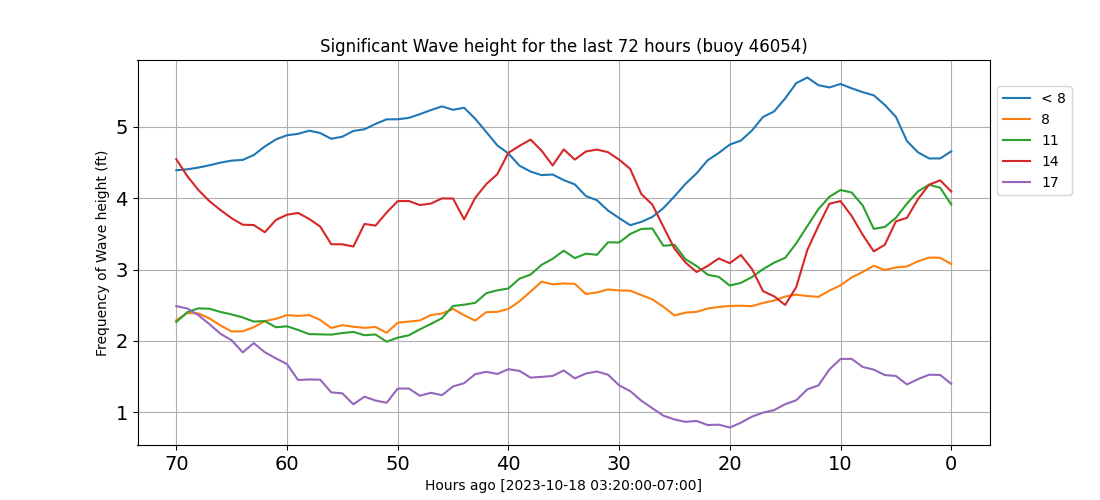 Significant Wave height for the last 72 hours (buoy 46054)
Frequency of Wave height (ft)
5
4
3
2
1
70 60 50 40 30 20 10 0
Hours ago [2023-10-18 03:20:00-07:00]
< 8
8
11
14
17